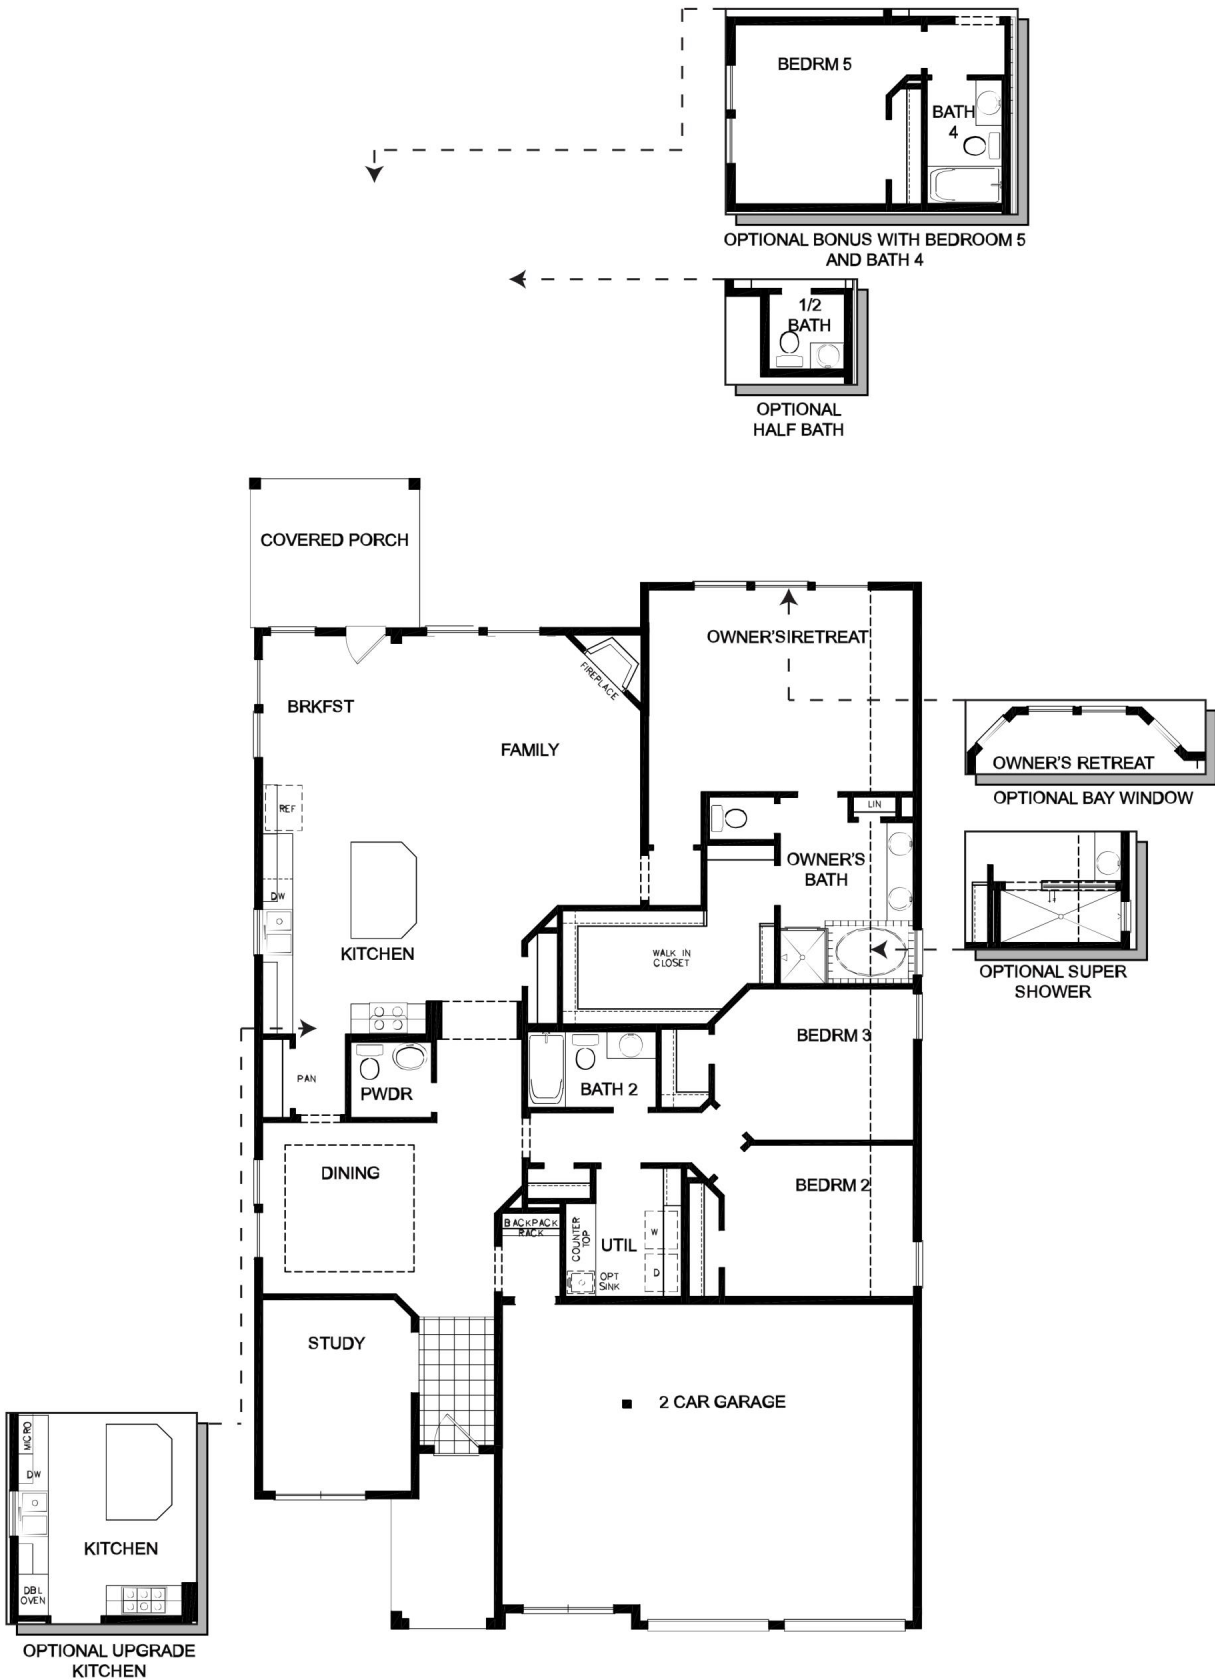 BEDRM 5
BATH
4
OPTIONAL BONUS WITH BEDROOM 5
AND BATH 4
1/2
BATH
OPTIONAL
HALF BATH
COVERED PORCH
OWNER'S RETREAT
FIREPLACE
BRKFST
FAMILY
OWNER'S RETREAT
OPTIONAL BAY WINDOW
REF
LIN
DW
OWNER'S
BATH
KITCHEN
WALK IN
CLOSET
OPTIONAL SUPER
SHOWER
BEDRM 3
PAN
PWDR
BATH 2
DINING
BEDRM 2
BACKPACK
RACK
COUNTER
TOP
UTIL
W
D
OPT
SINK
STUDY
2 CAR GARAGE
MICRO
DW
KITCHEN
DBL
OVEN
OPTIONAL UPGRADE
KITCHEN